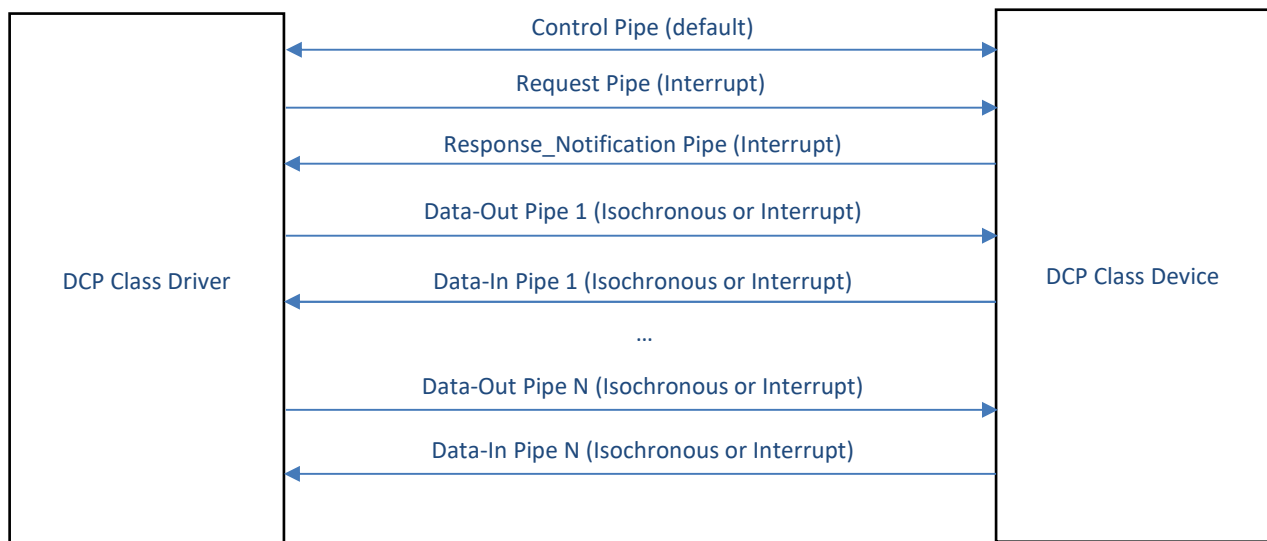 Control Pipe (default)
Request Pipe (Interrupt)
Response_Notification Pipe (Interrupt)
Data-Out Pipe 1 (Isochronous or Interrupt)
DCP Class Driver
Data-In Pipe 1 (Isochronous or Interrupt)
DCP Class Device
...
Data-Out Pipe N (Isochronous or Interrupt)
Data-In Pipe N (Isochronous or Interrupt)